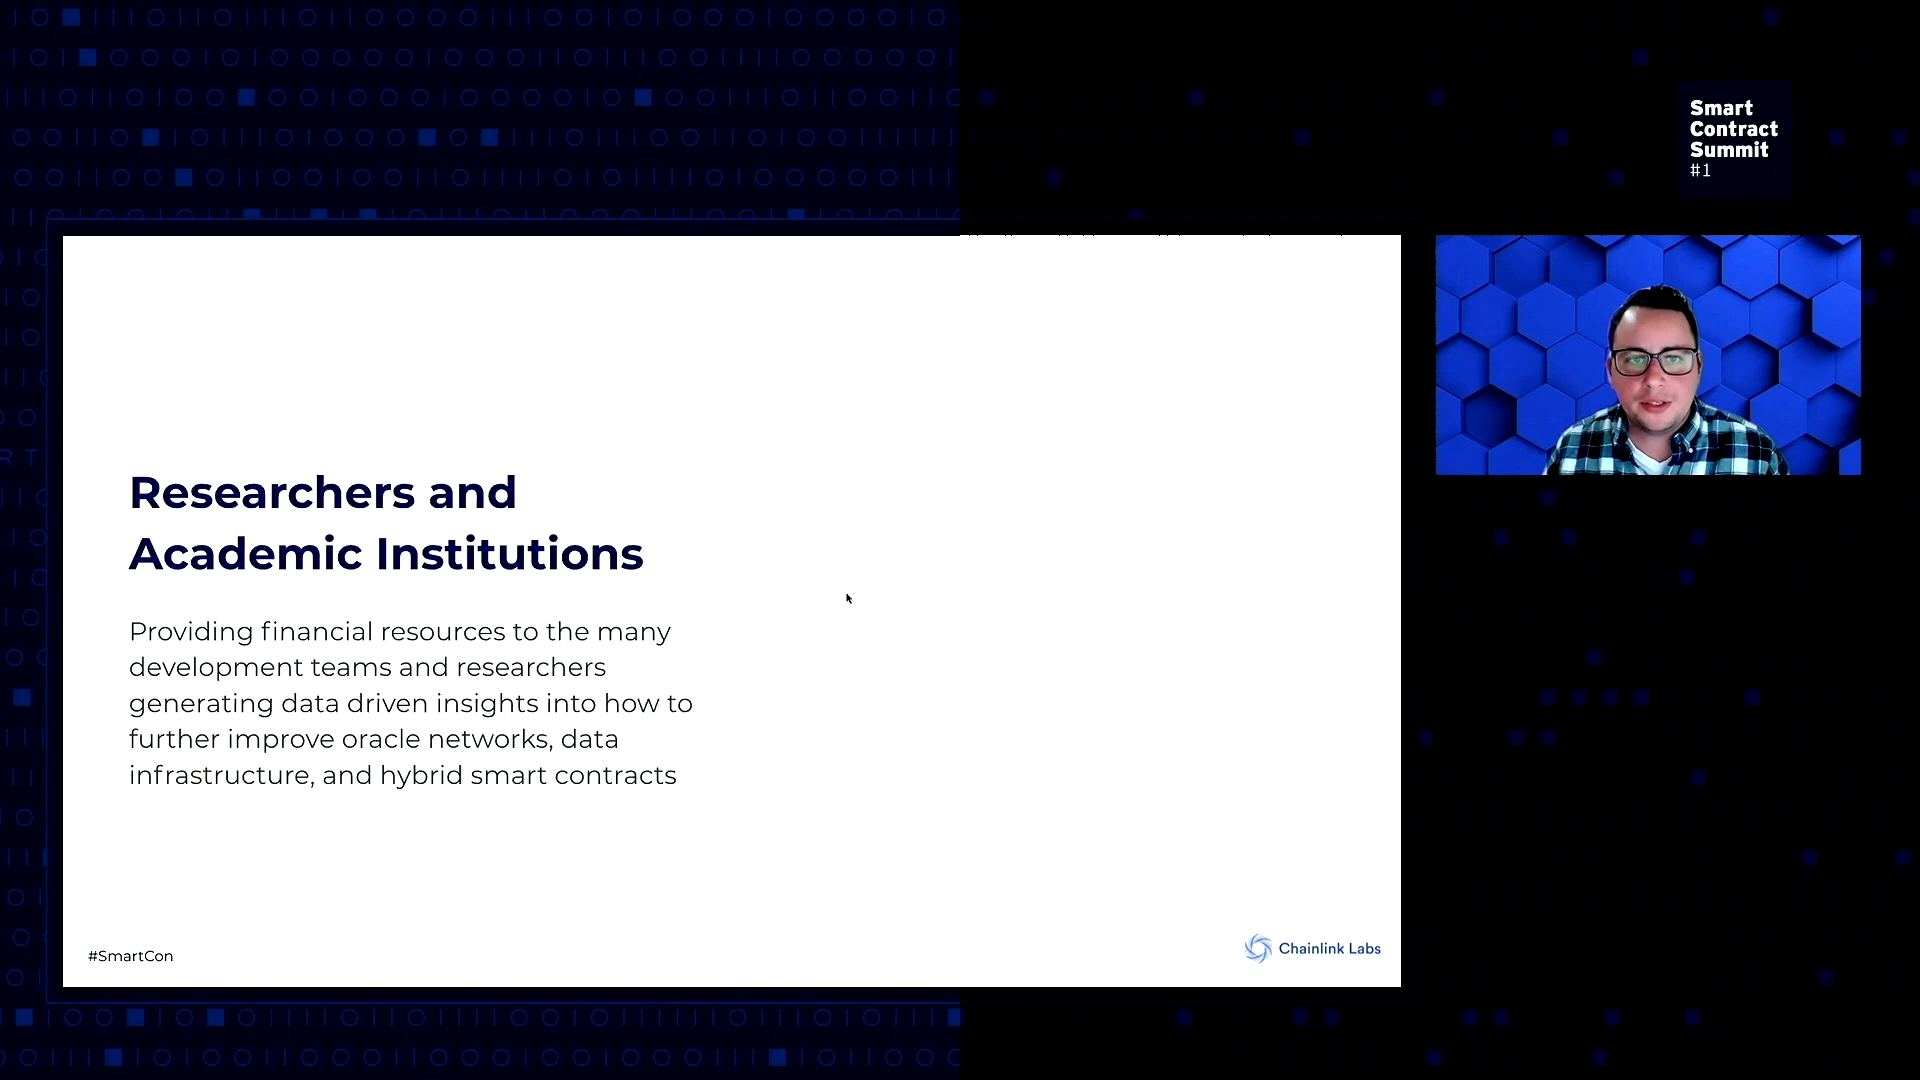 Smart
Contract
Summit
#1
Researchers and
Academic Institutions
Providing financial resources to the many
development teams and researchers
generating data driven insights into how to
further improve oracle networks, data
infrastructure, and hybrid smart contracts
#SmartCon
Chainlink Labs